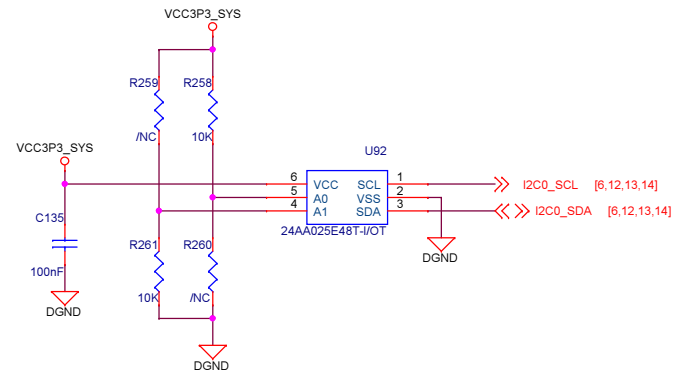 VCC3P3_SYS
R259 R258
/NC 10K
VCC3P3_SYS
U92
6 VCC SCL 1 I2C0_SCL [6,12,13,14]
5 A0 VSS 2
4 A1 SDA 3 I2C0_SDA [6,12,13,14]
C135
24AA025E48T-I/OT
R261 R260
DGND
100nF
10K /NC
DGND
DGND